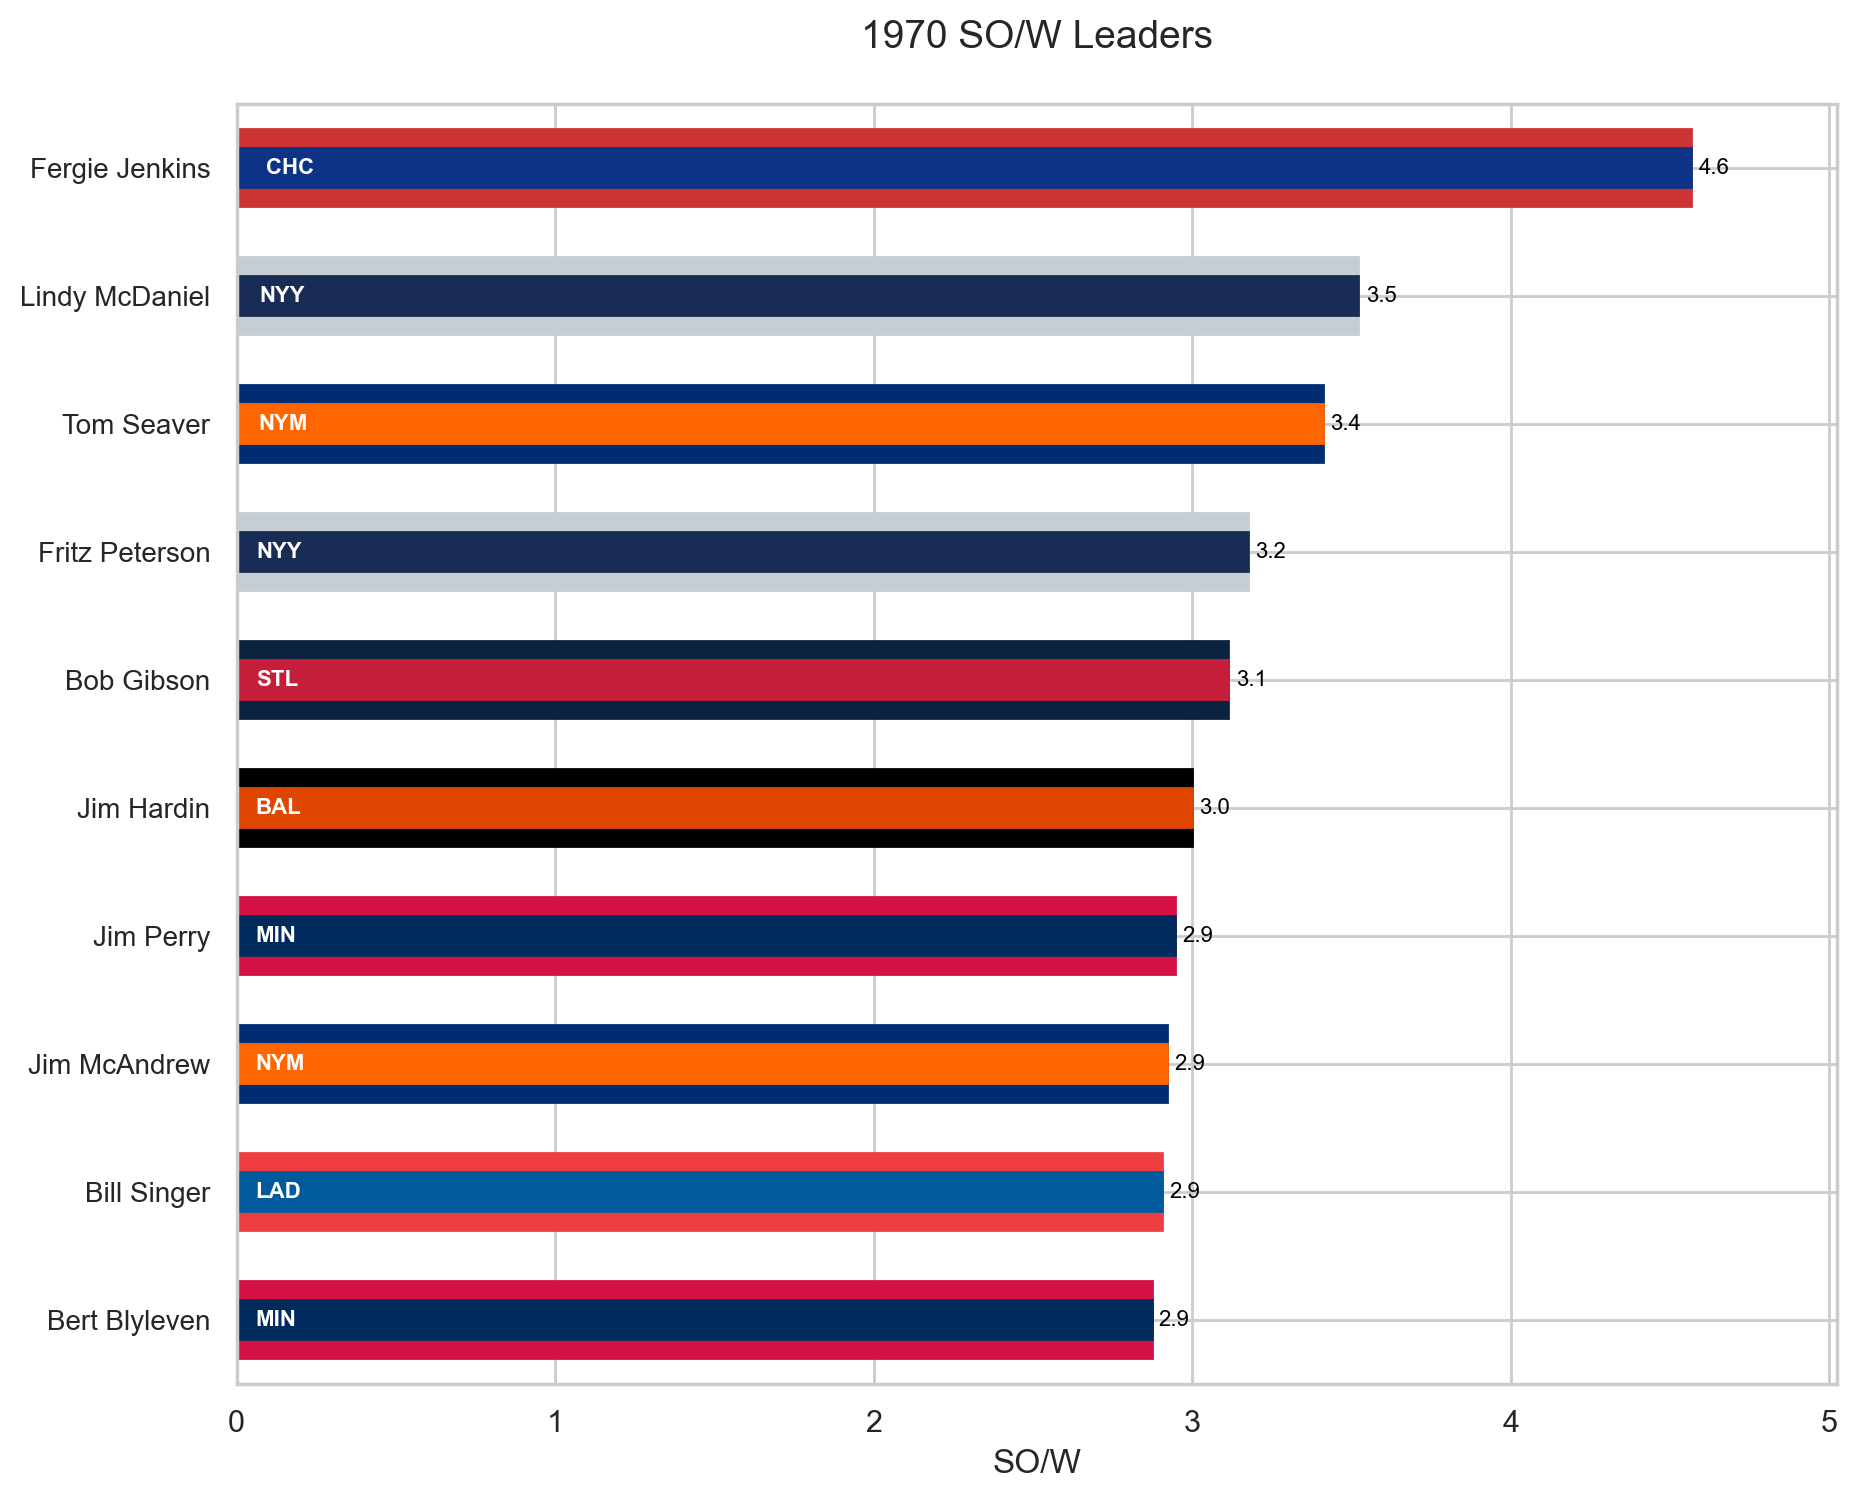 1970 SO/W Leaders
Fergie Jenkins CHC 4.6
Lindy McDaniel NYY 3.5
Tom Seaver NYM 3.4
Fritz Peterson NYY 3.2
Bob Gibson STL 3.1
Jim Hardin BAL 3.0
Jim Perry MIN 2.9
Jim McAndrew NYM 2.9
Bill Singer LAD 2.9
Bert Blyleven MIN 2.9
0 1 2 3 4 5
SO/W